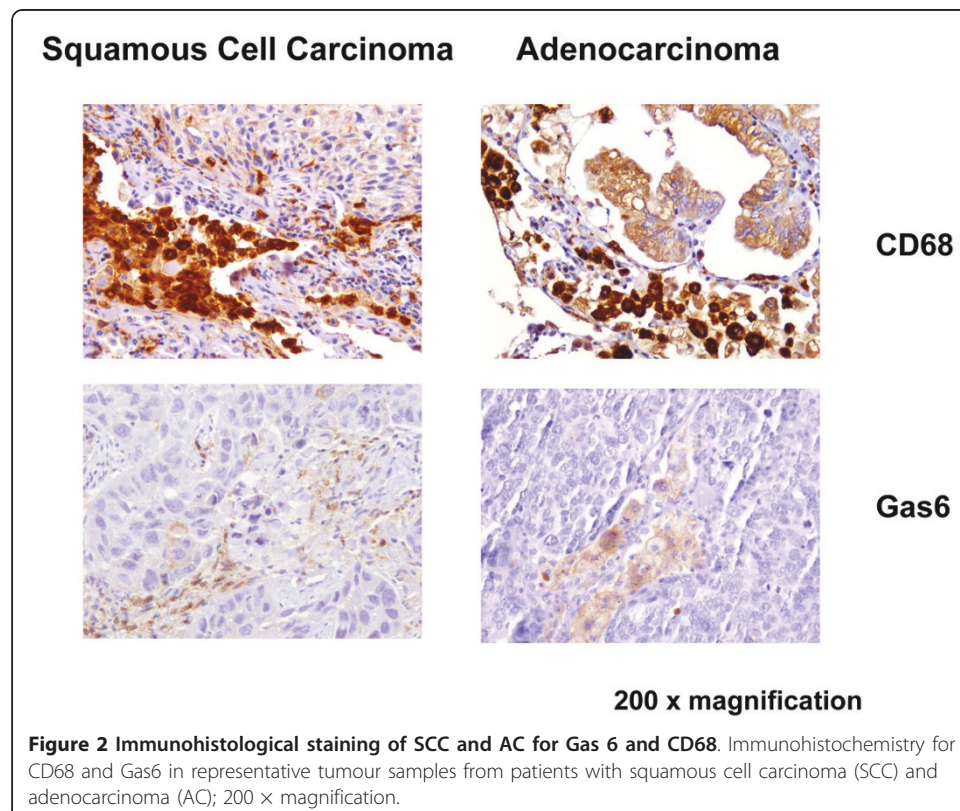 Squamous Cell Carcinoma Adenocarcinoma
CD68
Gas6
200 x magnification
Figure 2 Immunohistological staining of SCC and AC for Gas 6 and CD68. Immunohistochemistry for
CD68 and Gas6 in representative tumour samples from patients with squamous cell carcinoma (SCC) and
adenocarcinoma (AC); 200 × magnification.